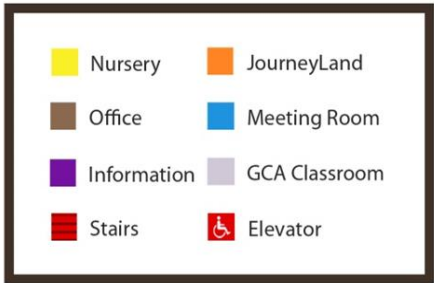 Nursery
JourneyLand
Office
Meeting Room
Information
GCA Classroom
Stairs
Elevator